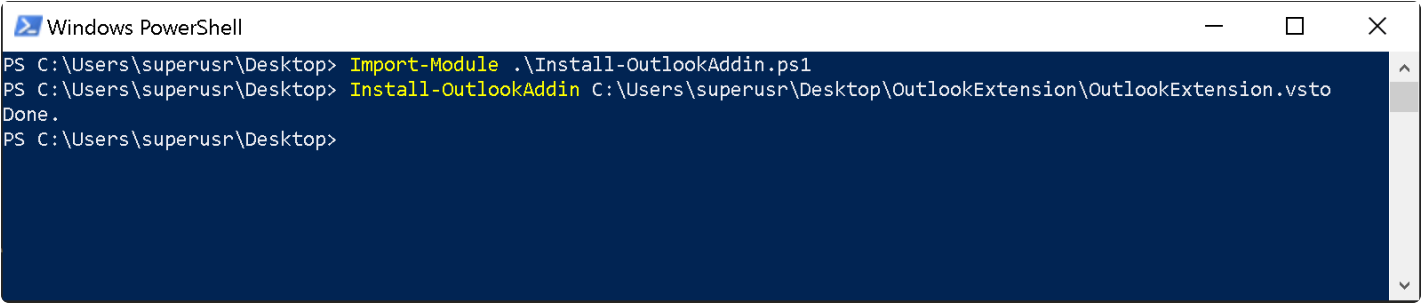 Windows PowerShell
PS C:\Users\superusr\Desktop> Import-Module .\Install-OutlookAddin.ps1
PS C:\Users\superusr\Desktop> Install-OutlookAddin C:\Users\superusr\Desktop\OutlookExtension\OutlookExtension.vsto
Done.
PS C:\Users\superusr\Desktop>